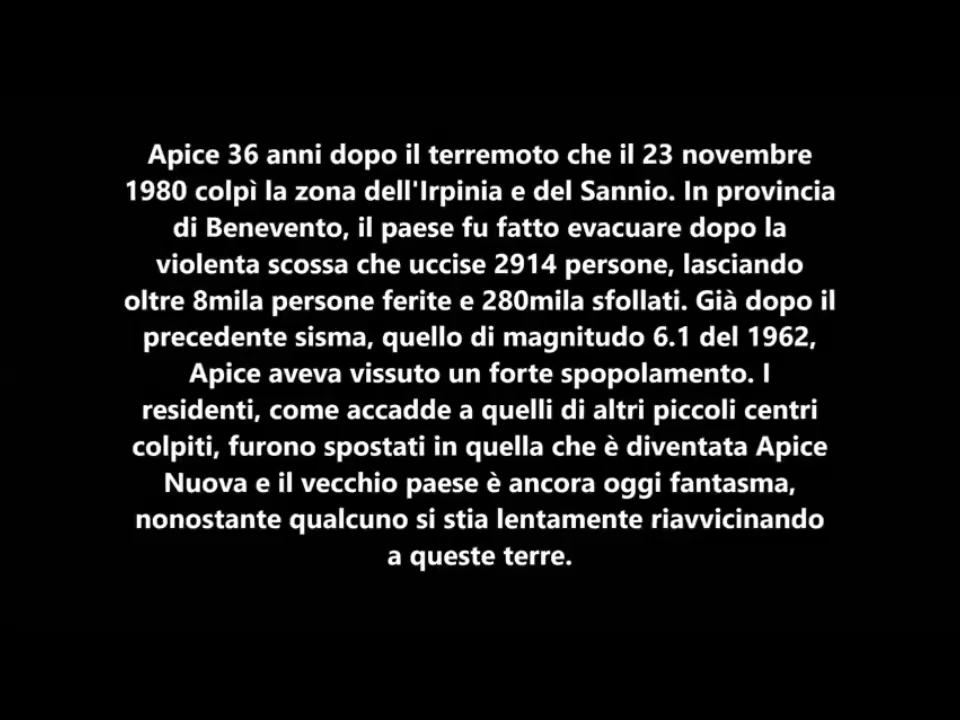 Apice 36 anni dopo il terremoto che il 23 novembre
1980 colpì la zona dell'Irpinia e del Sannio. In provincia
di Benevento, il paese fu fatto evacuare dopo la
violenta scossa che uccise 2914 persone, lasciando
oltre 8mila persone ferite e 280mila sfollati. Già dopo il
precedente sisma, quello di magnitudo 6.1 del 1962,
Apice aveva vissuto un forte spopolamento. I
residenti, come accadde a quelli di altri piccoli centri
colpiti, furono spostati in quella che è diventata Apice
Nuova e il vecchio paese è ancora oggi fantasma,
nonostante qualcuno si stia lentamente riavvicinando
a queste terre.